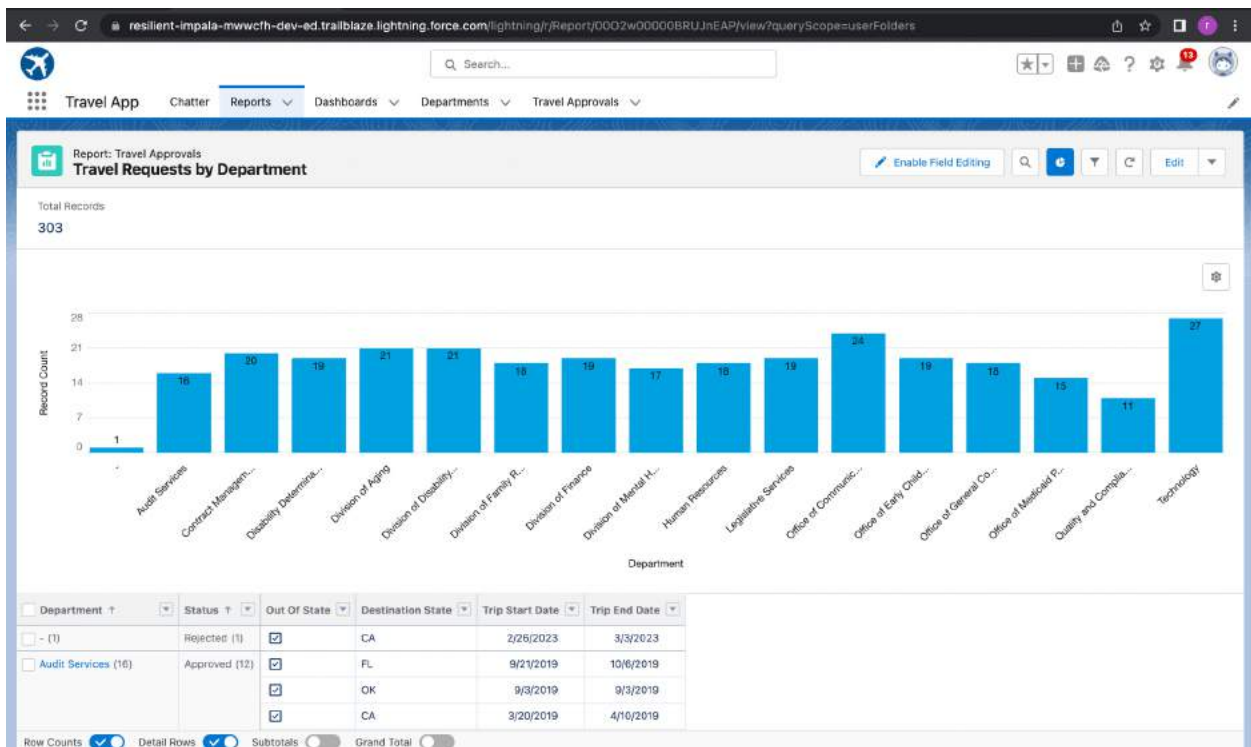 resilient-impala-mwwcfh-dev-ed.trailblaze.lightning.force.com/lightning/r/Report/00O2w00000BRUJnEAP/view?queryScope=userFolders
Search...
13
Travel App Chatter Reports Dashboards Departments Travel Approvals
Report: Travel Approvals
Travel Requests by Department
Enable Field Editing
Edit
Total Records
303
Record Count
28
21
14
7
0
1 16 20 19 21 21 18 19 17 18 19 24 19 18 15 11 27
-
Audit Services
Contract Managem...
Disability Determina...
Division of Aging
Division of Disability...
Division of Family R...
Division of Finance
Division of Mental H...
Human Resources
Legislative Services
Office of Communic...
Office of Early Child...
Office of General Co...
Office of Medicaid P...
Quality and Complia...
Technology
Department
Department ↑ Status ↑ Out Of State Destination State Trip Start Date Trip End Date
- (1) Rejected (1) CA 2/26/2023 3/3/2023
Audit Services (16) Approved (12) FL 9/21/2019 10/6/2019
OK 9/3/2019 9/3/2019
CA 3/20/2019 4/10/2019
Row Counts Detail Rows Subtotals Grand Total